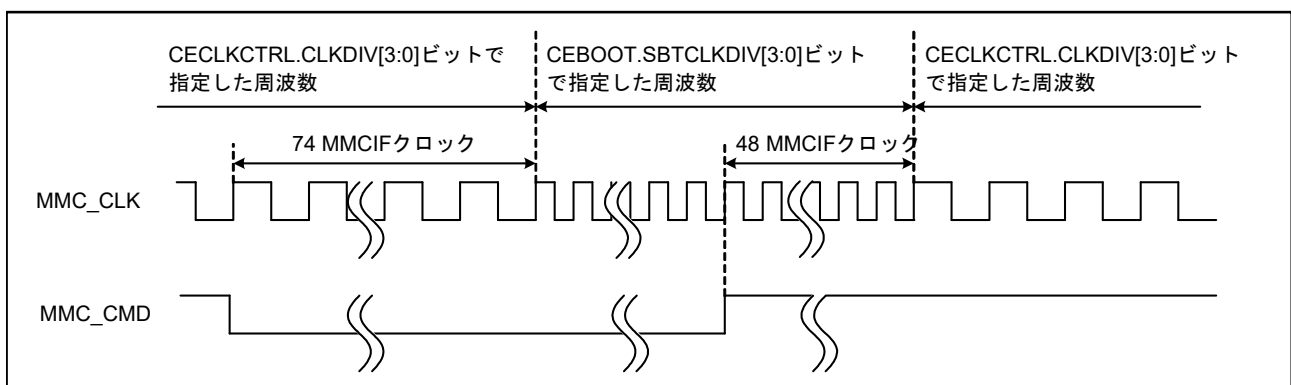 CECLKCTRL.CLKDIV[3:0]ビットで
指定した周波数
CEBOOT.SBTCLKDIV[3:0]ビット
で指定した周波数
CECLKCTRL.CLKDIV[3:0]ビット
で指定した周波数
74 MMCIFクロック
48 MMCIFクロック
MMC_CLK
MMC_CMD